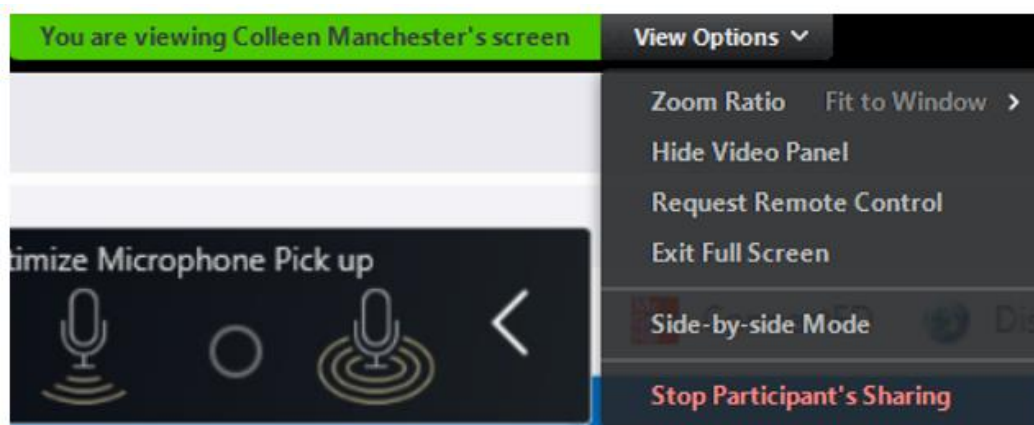 You are viewing Colleen Manchester's screen
View Options
Zoom Ratio Fit to Window
Hide Video Panel
Request Remote Control
Exit Full Screen
timize Microphone Pick up
Side-by-side Mode
Stop Participant's Sharing